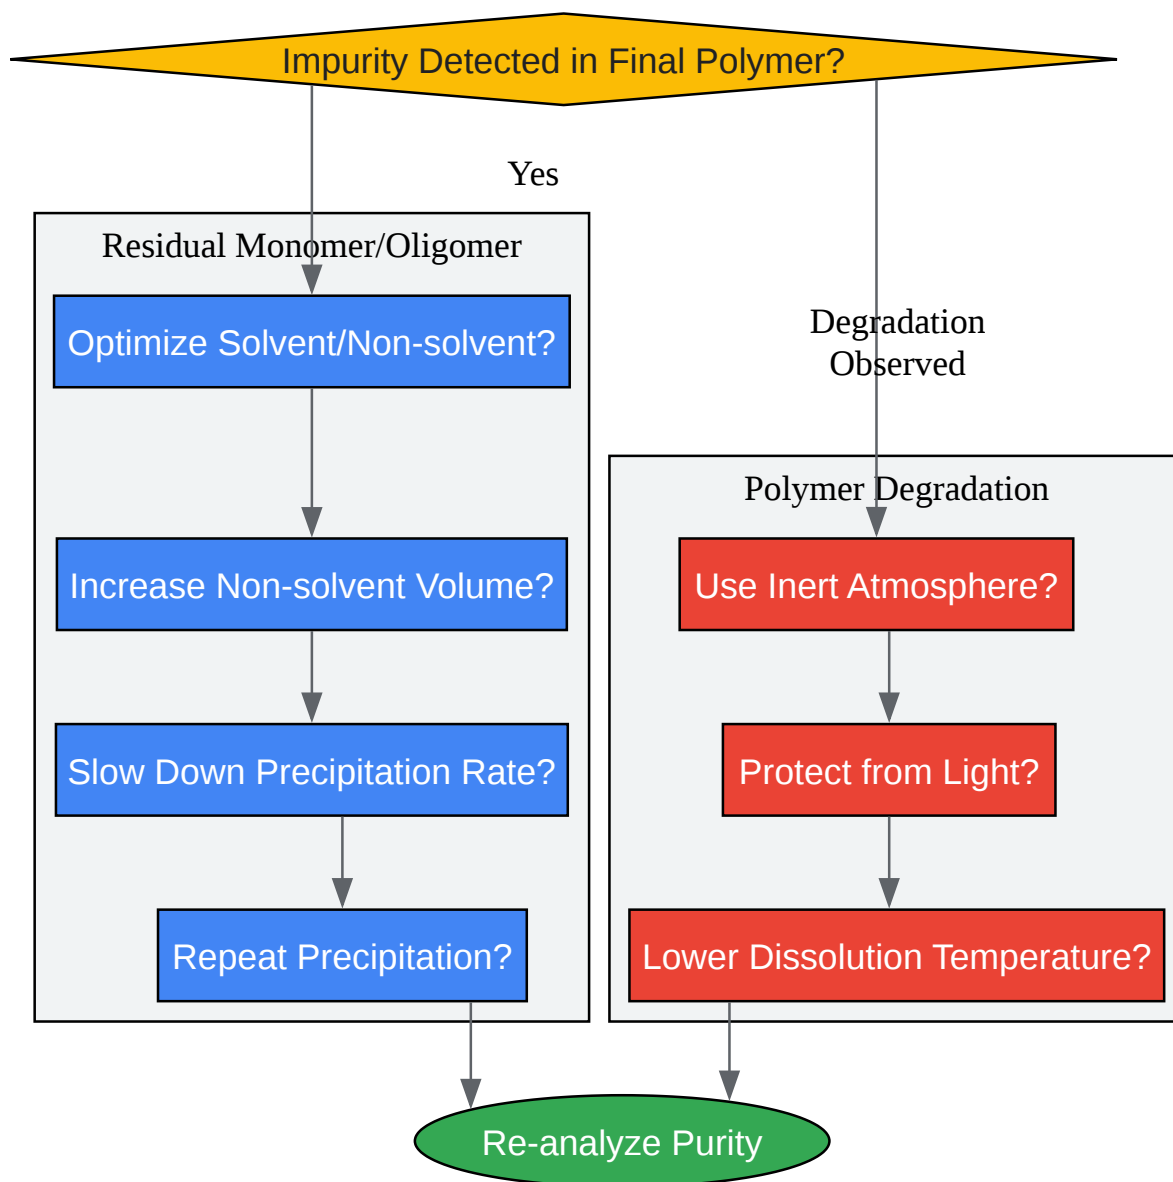 Impurity Detected in Final Polymer?
Yes
Residual Monomer/Oligomer
Optimize Solvent/Non-solvent?
Increase Non-solvent Volume?
Slow Down Precipitation Rate?
Repeat Precipitation?
Degradation
Observed
Polymer Degradation
Use Inert Atmosphere?
Protect from Light?
Lower Dissolution Temperature?
Re-analyze Purity